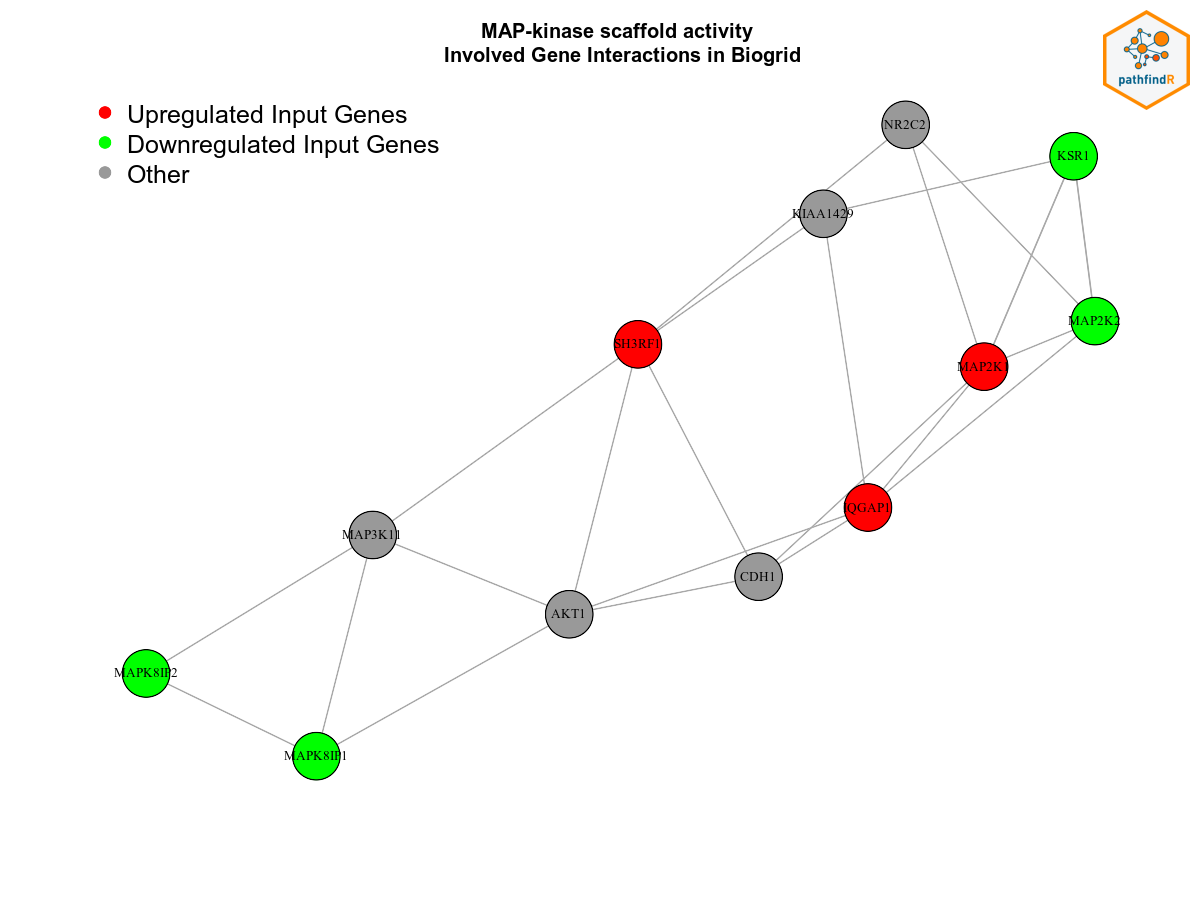 MAP-kinase scaffold activity
Involved Gene Interactions in Biogrid
pathfindR
Upregulated Input Genes
Downregulated Input Genes
Other
NR2C2
KSR1
KIAA1429
MAP2K2
SH3RF1
MAP2K1
IQGAP1
MAP3K11
CDH1
AKT1
MAPK8IP2
MAPK8IP1